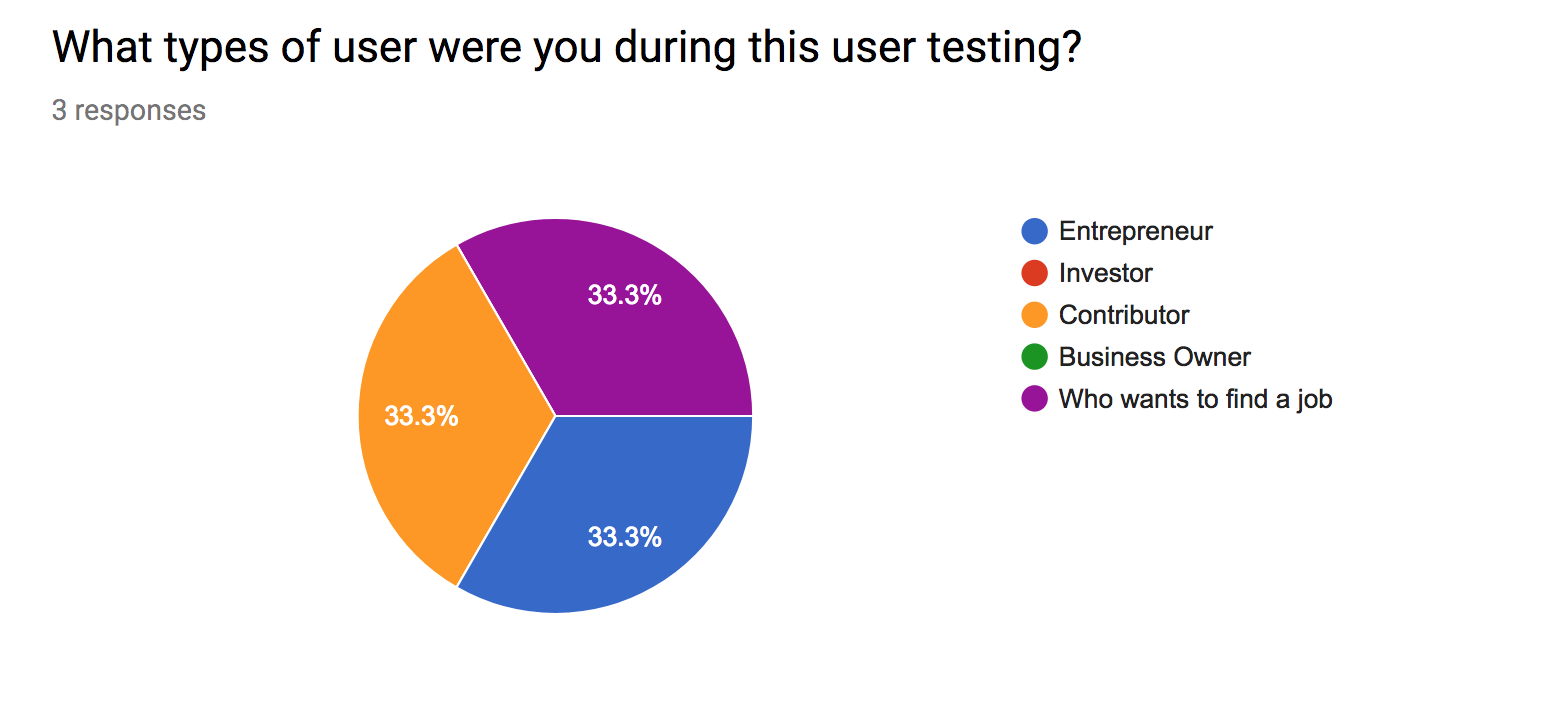 What types of user were you during this user testing?
3 responses
33.3%
33.3%
33.3%
Entrepreneur
Investor
Contributor
Business Owner
Who wants to find a job